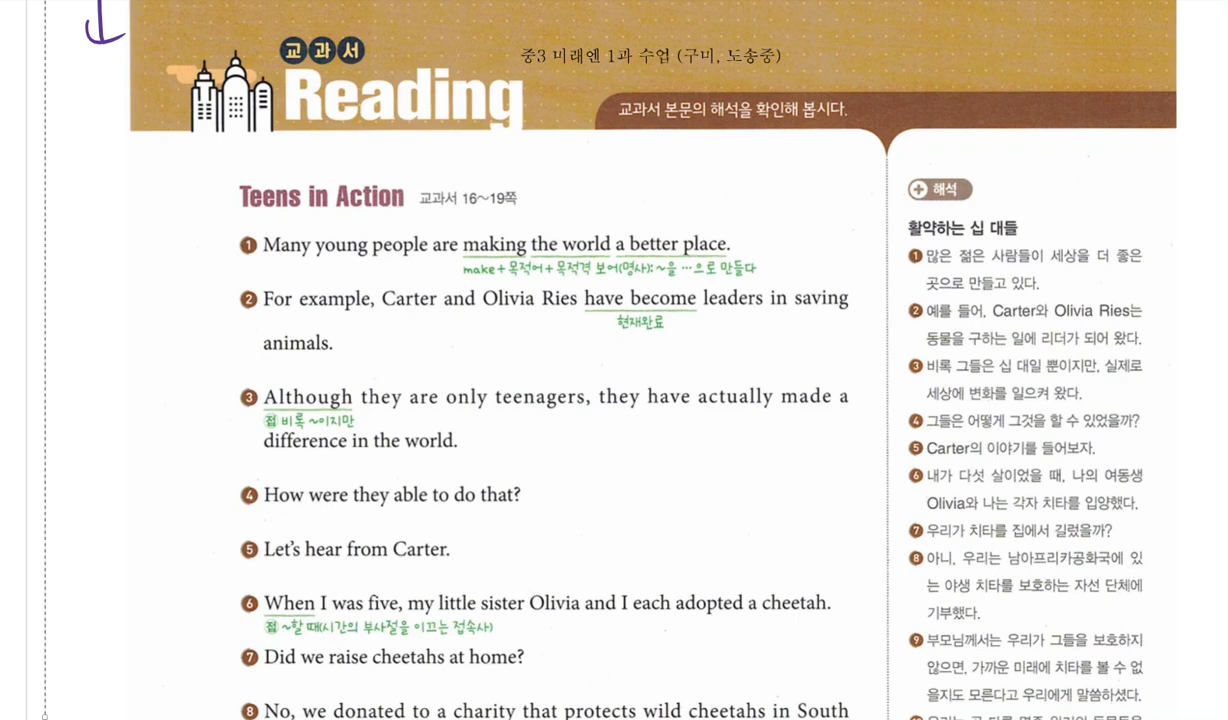 교과서
Reading
중3 미래엔 1과 수업 (구미, 도송중)
교과서 본문의 해석을 확인해 봅시다.
Teens in Action 교과서 16~19쪽
1 Many young people are making the world a better place.
make+목적어+목적격 보어(명사): ~을 …으로 만들다
2 For example, Carter and Olivia Ries have become leaders in saving
현재완료
animals.
3 Although they are only teenagers, they have actually made a
접 비록 ~이지만
difference in the world.
4 How were they able to do that?
5 Let's hear from Carter.
6 When I was five, my little sister Olivia and I each adopted a cheetah.
접 ~할 때(시간의 부사절을 이끄는 접속사)
7 Did we raise cheetahs at home?
8 No, we donated to a charity that protects wild cheetahs in South
+ 해석
활약하는 십 대들
1 많은 젊은 사람들이 세상을 더 좋은
곳으로 만들고 있다.
2 예를 들어, Carter와 Olivia Ries는
동물을 구하는 일에 리더가 되어 왔다.
3 비록 그들은 십 대일 뿐이지만, 실제로
세상에 변화를 일으켜 왔다.
4 그들은 어떻게 그것을 할 수 있었을까?
5 Carter의 이야기를 들어보자.
6 내가 다섯 살이었을 때, 나의 여동생
Olivia와 나는 각자 치타를 입양했다.
7 우리가 치타를 집에서 길렀을까?
8 아니, 우리는 남아프리카공화국에 있
는 야생 치타를 보호하는 자선 단체에
기부했다.
9 부모님께서는 우리가 그들을 보호하지
않으면, 가까운 미래에 치타를 볼 수 없
을지도 모른다고 우리에게 말씀하셨다.